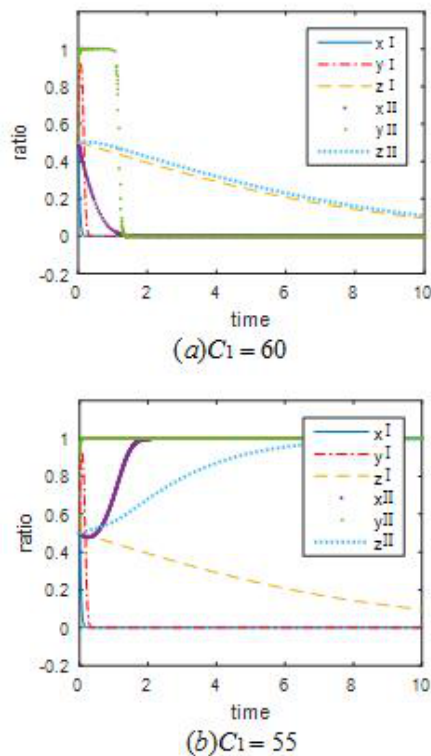 1
0.8
0.6
0.4
0.2
0
-0.2
ratio
0 2 4 6 8 10
time
x I
y I
z I
x II
y II
z II
(a)C1 = 60
1
0.8
0.6
0.4
0.2
0
-0.2
ratio
0 2 4 6 8 10
time
x I
y I
z I
x II
y II
z II
(b)C1 = 55